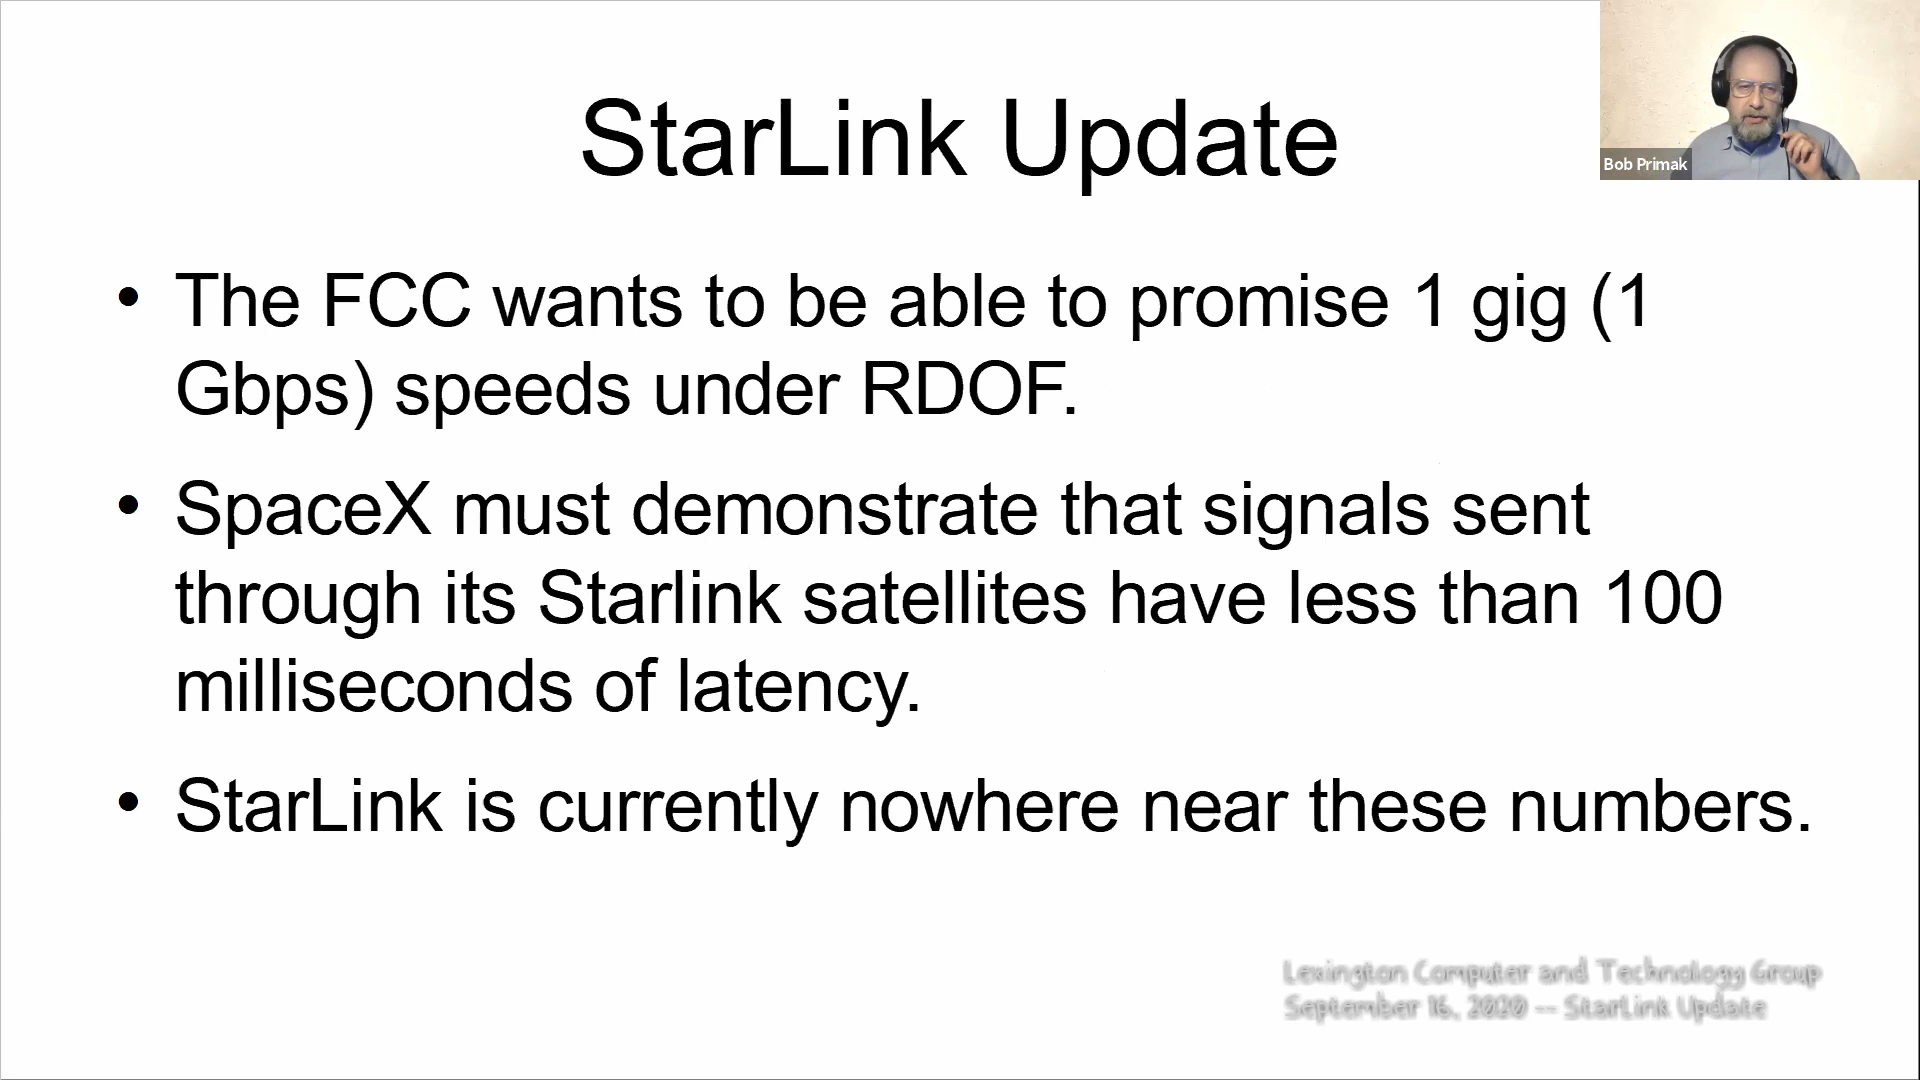 StarLink Update
Bob Primak
• The FCC wants to be able to promise 1 gig (1
Gbps) speeds under RDOF.
• SpaceX must demonstrate that signals sent
through its Starlink satellites have less than 100
milliseconds of latency.
• StarLink is currently nowhere near these numbers.
Lexington Computer and Technology Group
September 16, 2020 -- StarLink Update